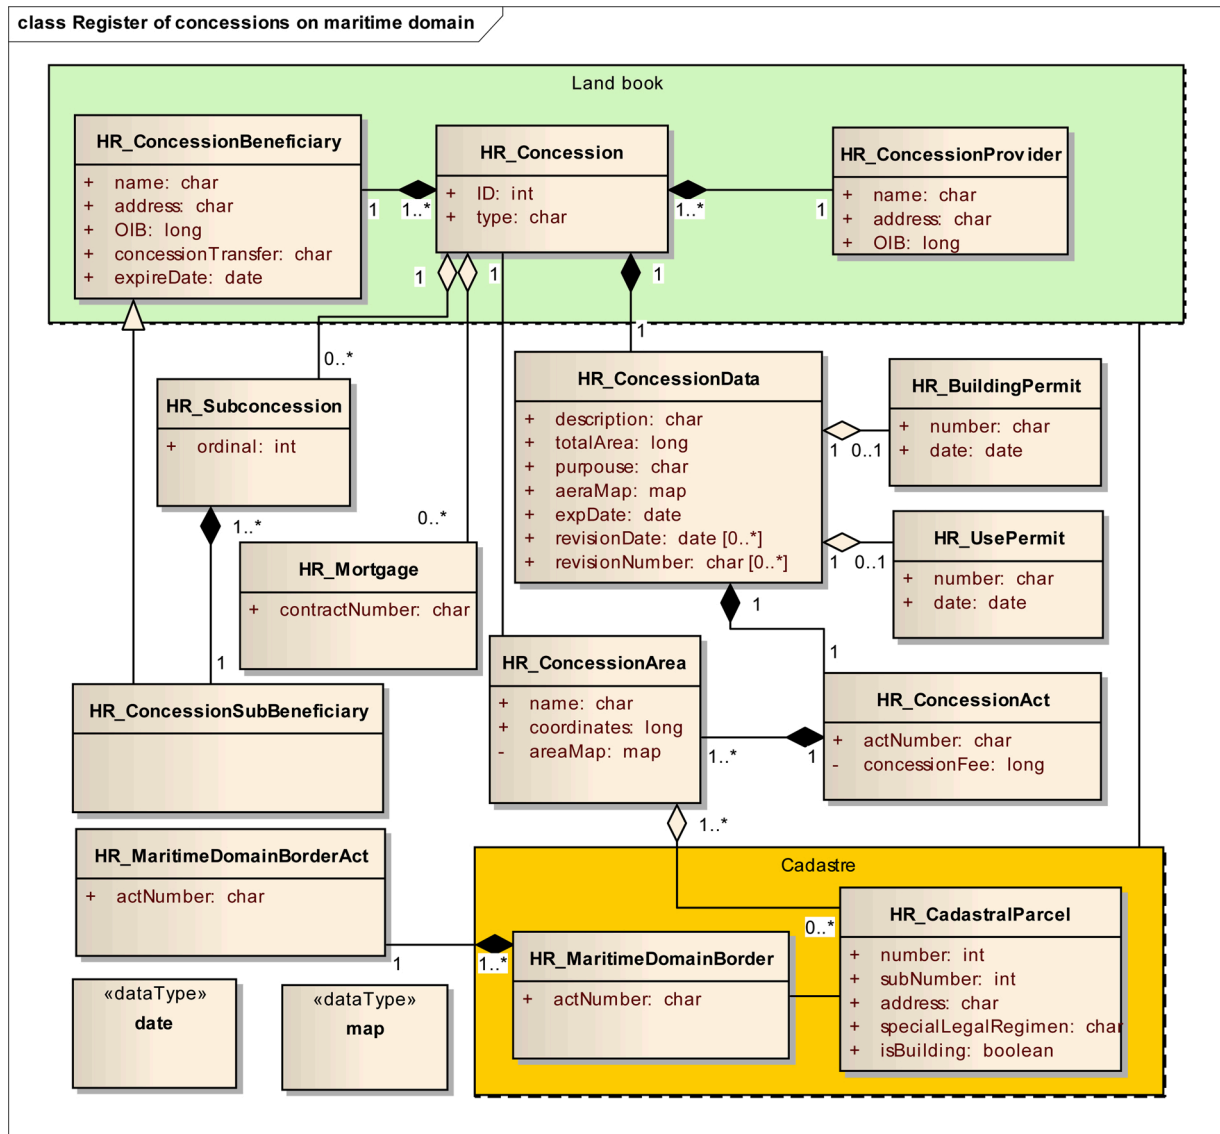 class Register of concessions on maritime domain
Land book
HR_ConcessionBeneficiary
+ name: char
+ address: char
+ OIB: long
+ concessionTransfer: char
+ expireDate: date
1
1..*
HR_Concession
+ ID: int
+ type: char
1..*
1
HR_ConcessionProvider
+ name: char
+ address: char
+ OIB: long
1
1
1
1
0..*
HR_Subconcession
+ ordinal: int
1..*
1
0..*
HR_Mortgage
+ contractNumber: char
HR_ConcessionData
+ description: char
+ totalArea: long
+ purpouse: char
+ aeraMap: map
+ expDate: date
+ revisionDate: date [0..*]
+ revisionNumber: char [0..*]
1 0..1
HR_BuildingPermit
+ number: char
+ date: date
1 0..1
HR_UsePermit
+ number: char
+ date: date
1
1
HR_ConcessionArea
+ name: char
+ coordinates: long
- areaMap: map
1..*
1
HR_ConcessionAct
+ actNumber: char
- concessionFee: long
HR_ConcessionSubBeneficiary
1..*
HR_MaritimeDomainBorderAct
+ actNumber: char
1
1..*
Cadastre
0..*
HR_MaritimeDomainBorder
+ actNumber: char
HR_CadastralParcel
+ number: int
+ subNumber: int
+ address: char
+ specialLegalRegimen: char
+ isBuilding: boolean
«dataType»
date
«dataType»
map